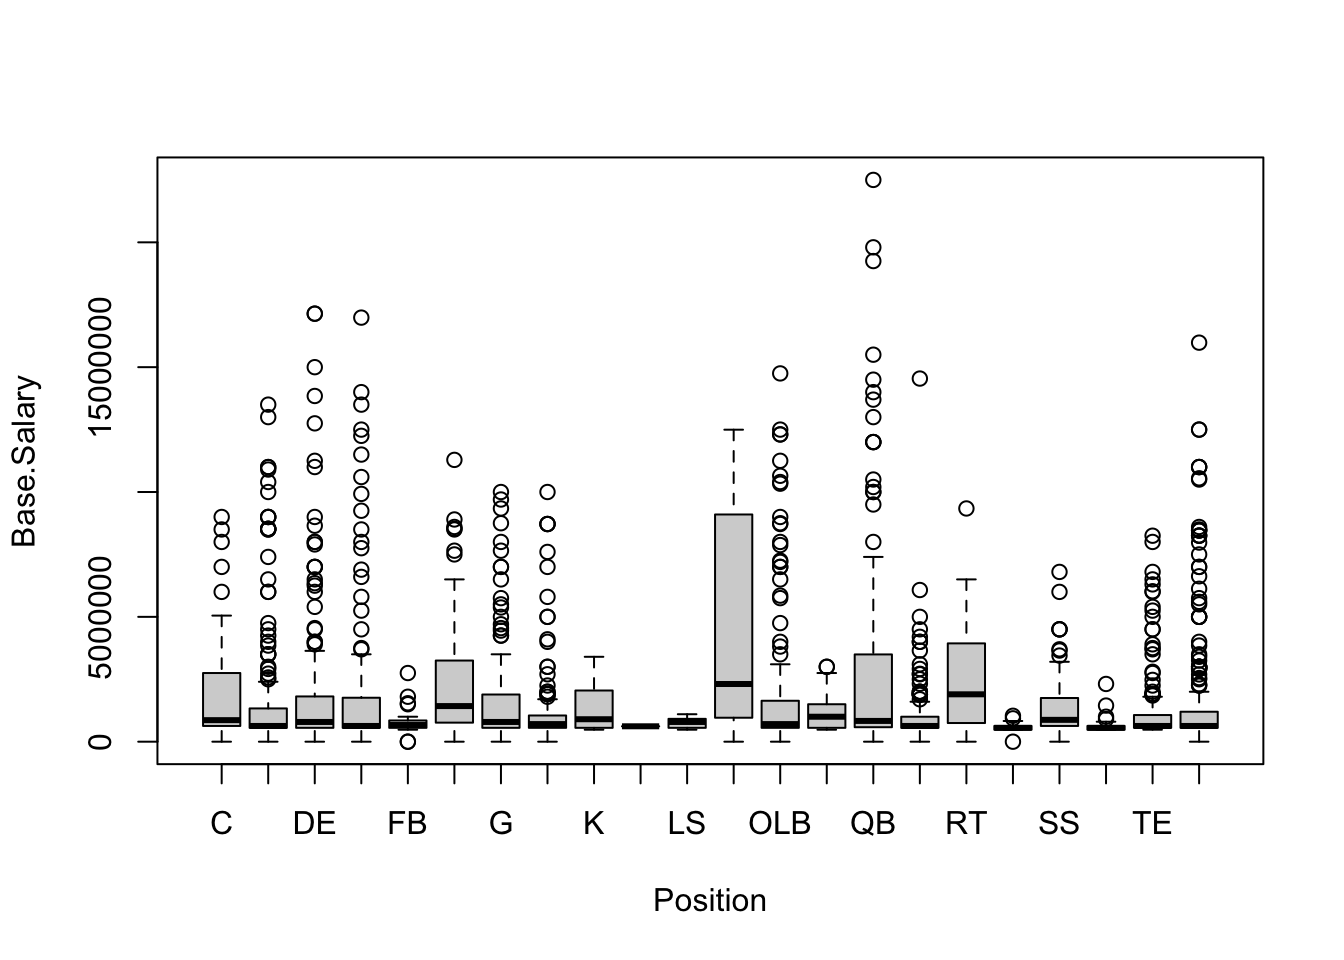 Base.Salary
15000000
5000000
0
C DE FB G K LS OLB QB RT SS TE
Position